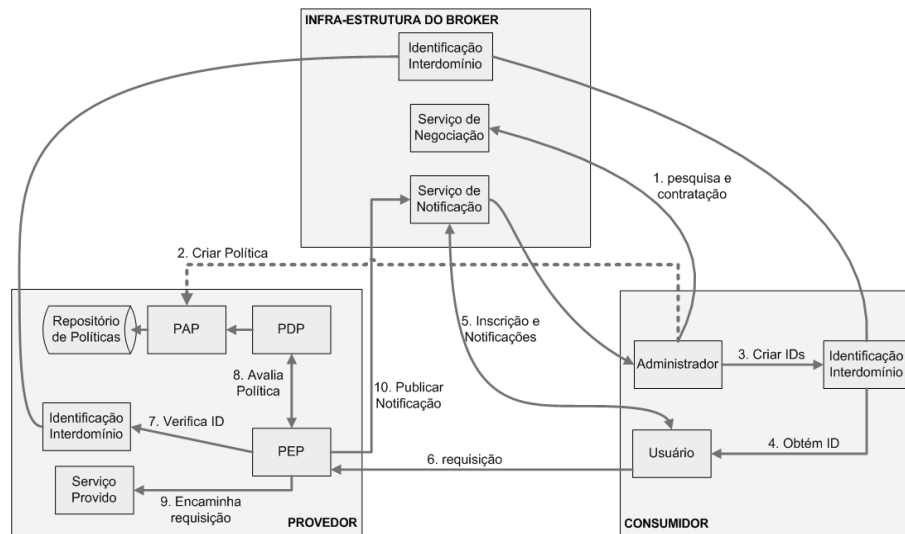 INFRA-ESTRUTURA DO BROKER
Identificação
Interdomínio
Serviço de
Negociação
1. pesquisa e
contratação
Serviço de
Notificação
2. Criar Política
Repositório
de Políticas
PAP
PDP
5. Inscrição e
Notificações
Administrador
3. Criar IDs
Identificação
Interdomínio
8. Avalia
Política
10. Publicar
Notificação
Identificação
Interdomínio
7. Verifica ID
PEP
6. requisição
Usuário
4. Obtém ID
Serviço
Provido
9. Encaminha
requisição
PROVEDOR
CONSUMIDOR